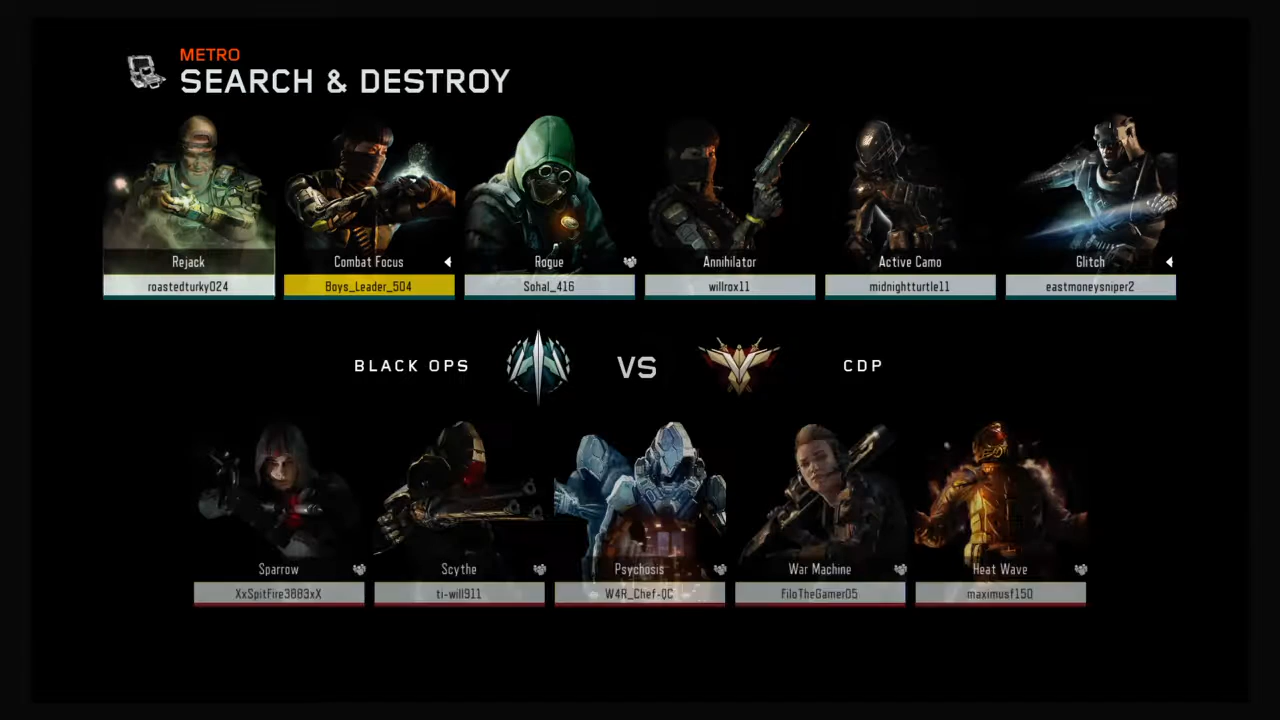 METRO
SEARCH & DESTROY
Rejack
Combat Focus
Rogue
Annihilator
Active Camo
Glitch
roastedturky024
Boys_Leader_504
Sohal_416
willrox11
midnightturtle11
eastmoneysniper2
BLACK OPS
VS
CDP
Sparrow
Scythe
Psychosis
War Machine
Heat Wave
XxSpitFire3883xX
ti-will911
W4R_Chef-QC
FiloTheGamer05
maximusf150